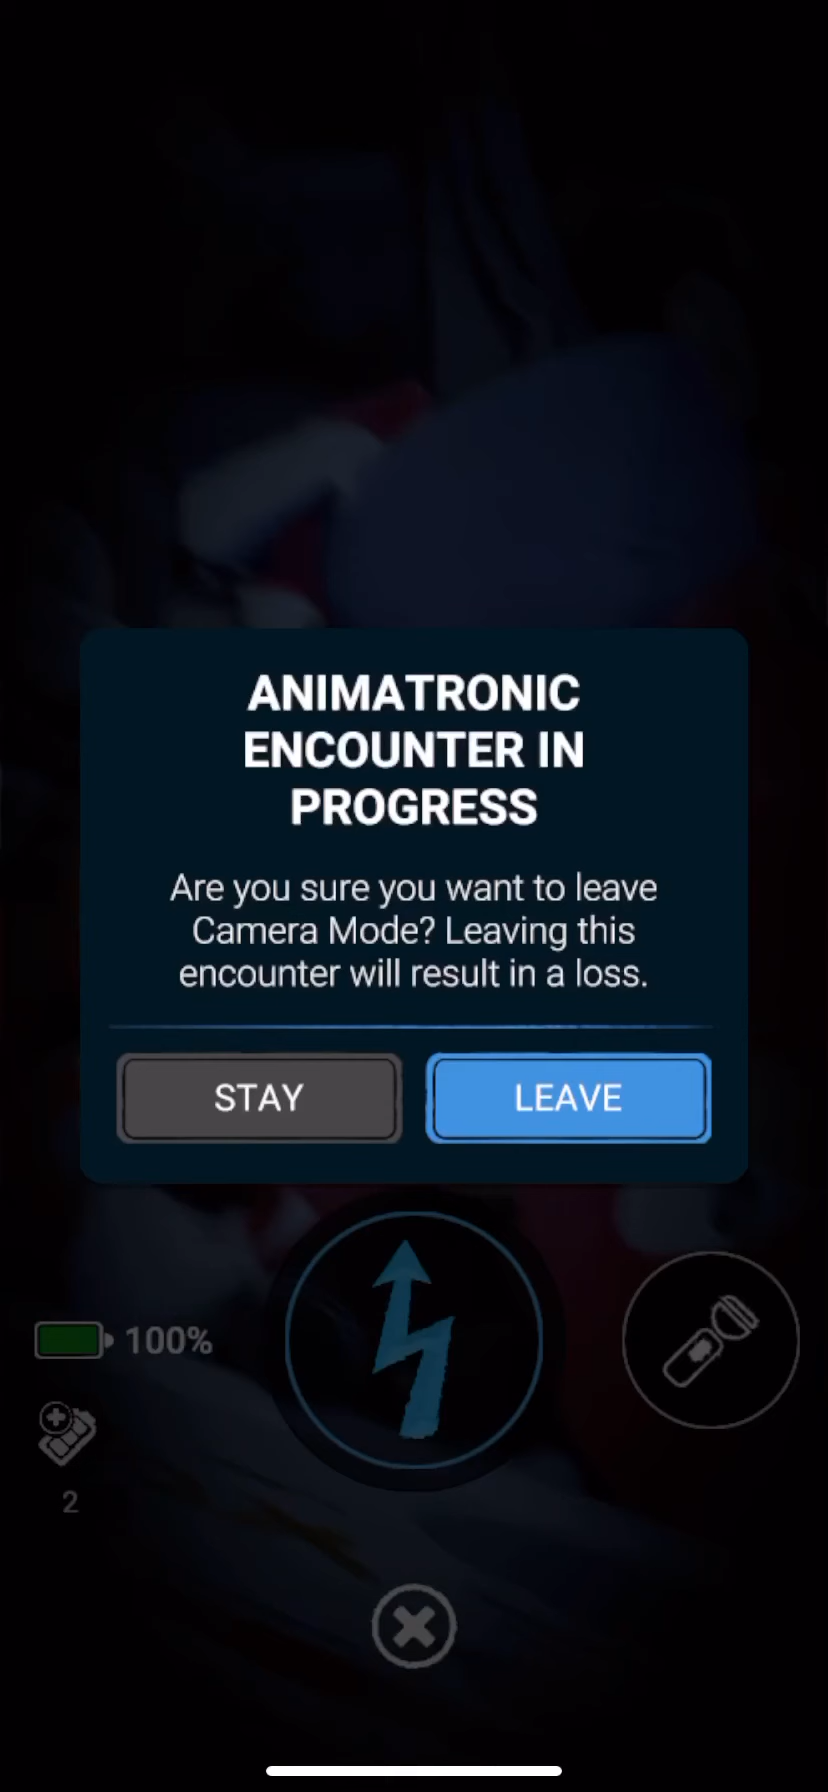 ANIMATRONIC
ENCOUNTER IN
PROGRESS
Are you sure you want to leave
Camera Mode? Leaving this
encounter will result in a loss.
STAY
LEAVE
100%
2